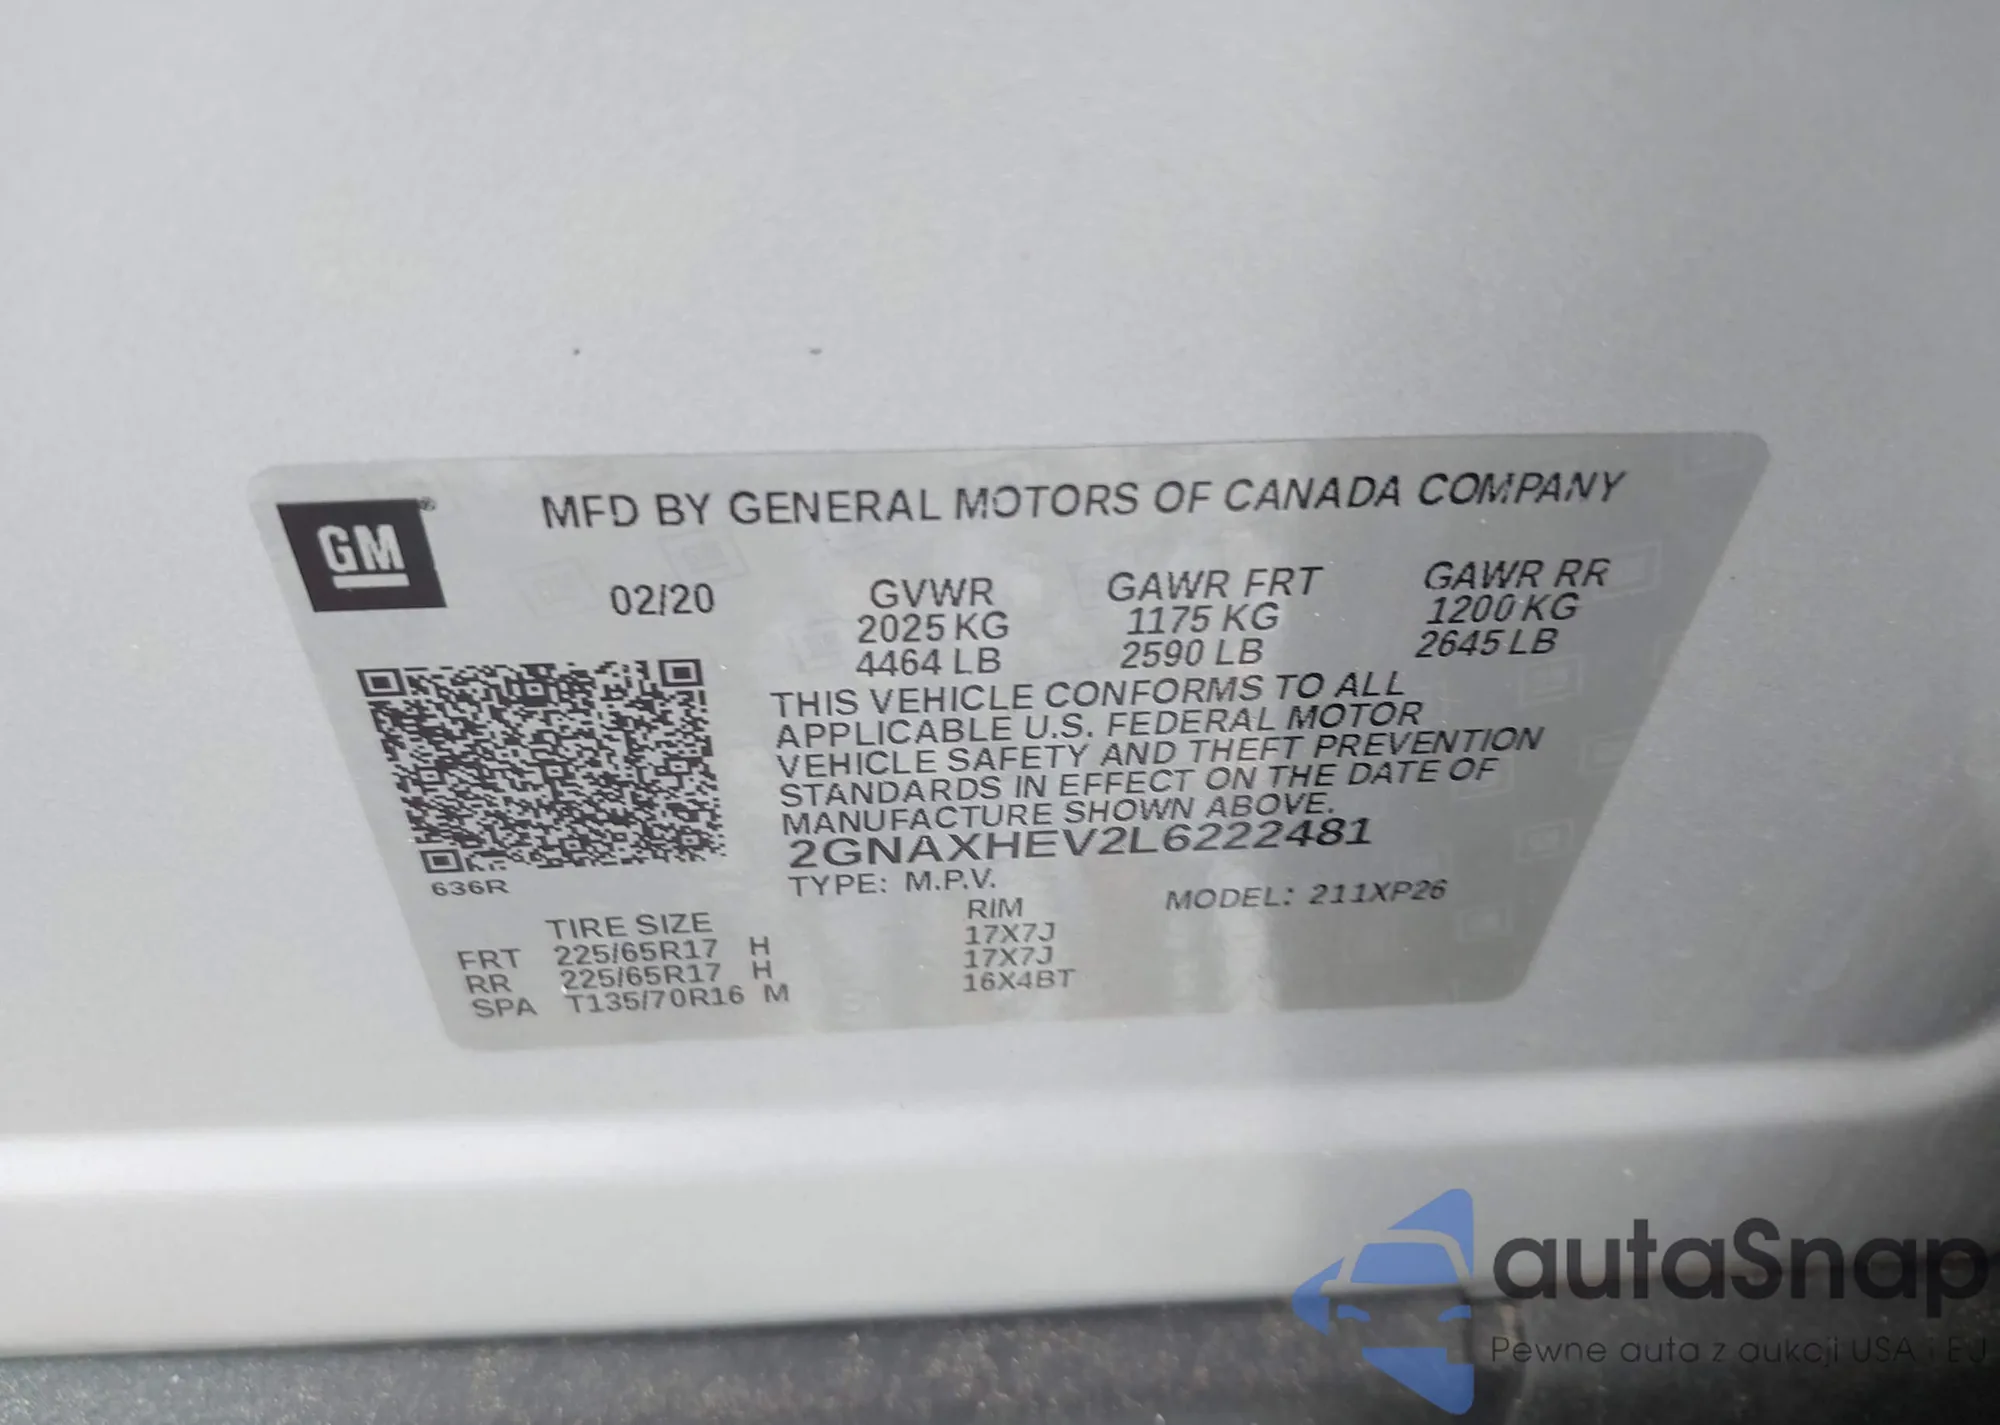 GM®
MFD BY GENERAL MOTORS OF CANADA COMPANY
02/20 GVWR GAWR FRT GAWR RR
2025 KG 1175 KG 1200 KG
4464 LB 2590 LB 2645 LB
THIS VEHICLE CONFORMS TO ALL
APPLICABLE U.S. FEDERAL MOTOR
VEHICLE SAFETY AND THEFT PREVENTION
STANDARDS IN EFFECT ON THE DATE OF
MANUFACTURE SHOWN ABOVE.
2GNAXHEV2L6222481
636R
TYPE: M.P.V. MODEL: 211XP26
TIRE SIZE RIM
FRT 225/65R17 H 17X7J
RR 225/65R17 H 17X7J
SPA T135/70R16 M 16X4BT
autaSnap
Pewne auta z aukcji USA i EU